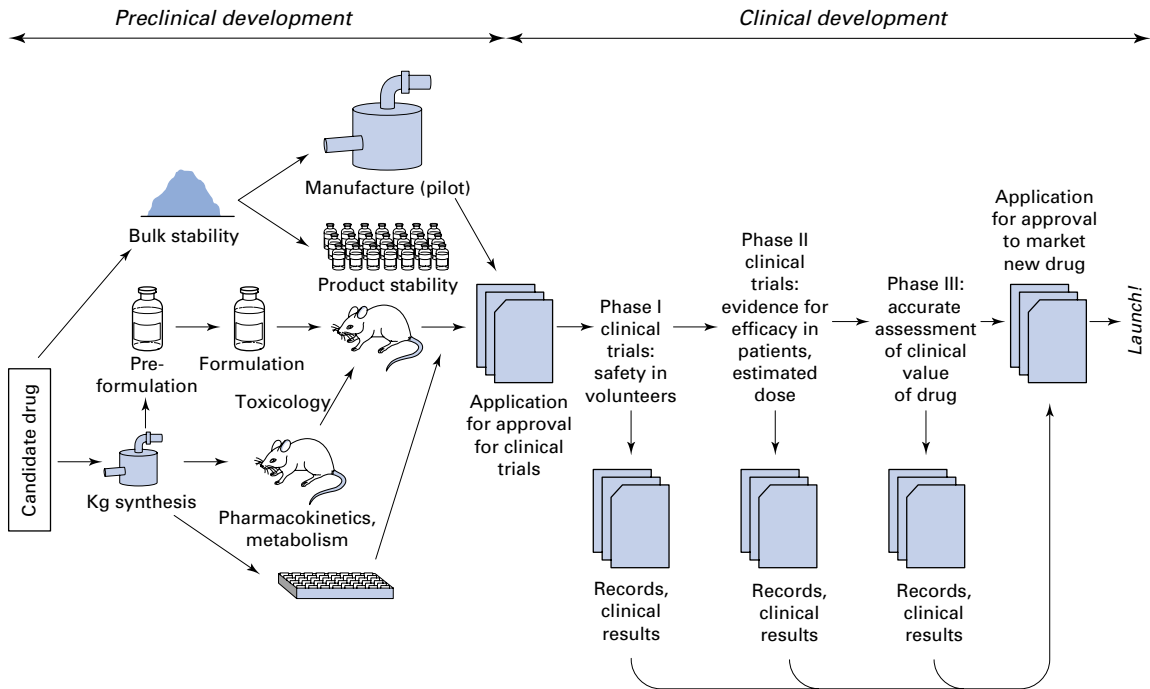 Preclinical development
Clinical development
Manufacture (pilot)
Bulk stability
Product stability
Pre-
formulation
Formulation
Toxicology
Candidate drug
Kg synthesis
Pharmacokinetics,
metabolism
Application
for approval
for clinical
trials
Phase I
clinical
trials:
safety in
volunteers
Phase II
clinical
trials:
evidence for
efficacy in
patients,
estimated
dose
Phase III:
accurate
assessment
of clinical
value
of drug
Application
for approval
to market
new drug
Launch!
Records,
clinical
results
Records,
clinical
results
Records,
clinical
results